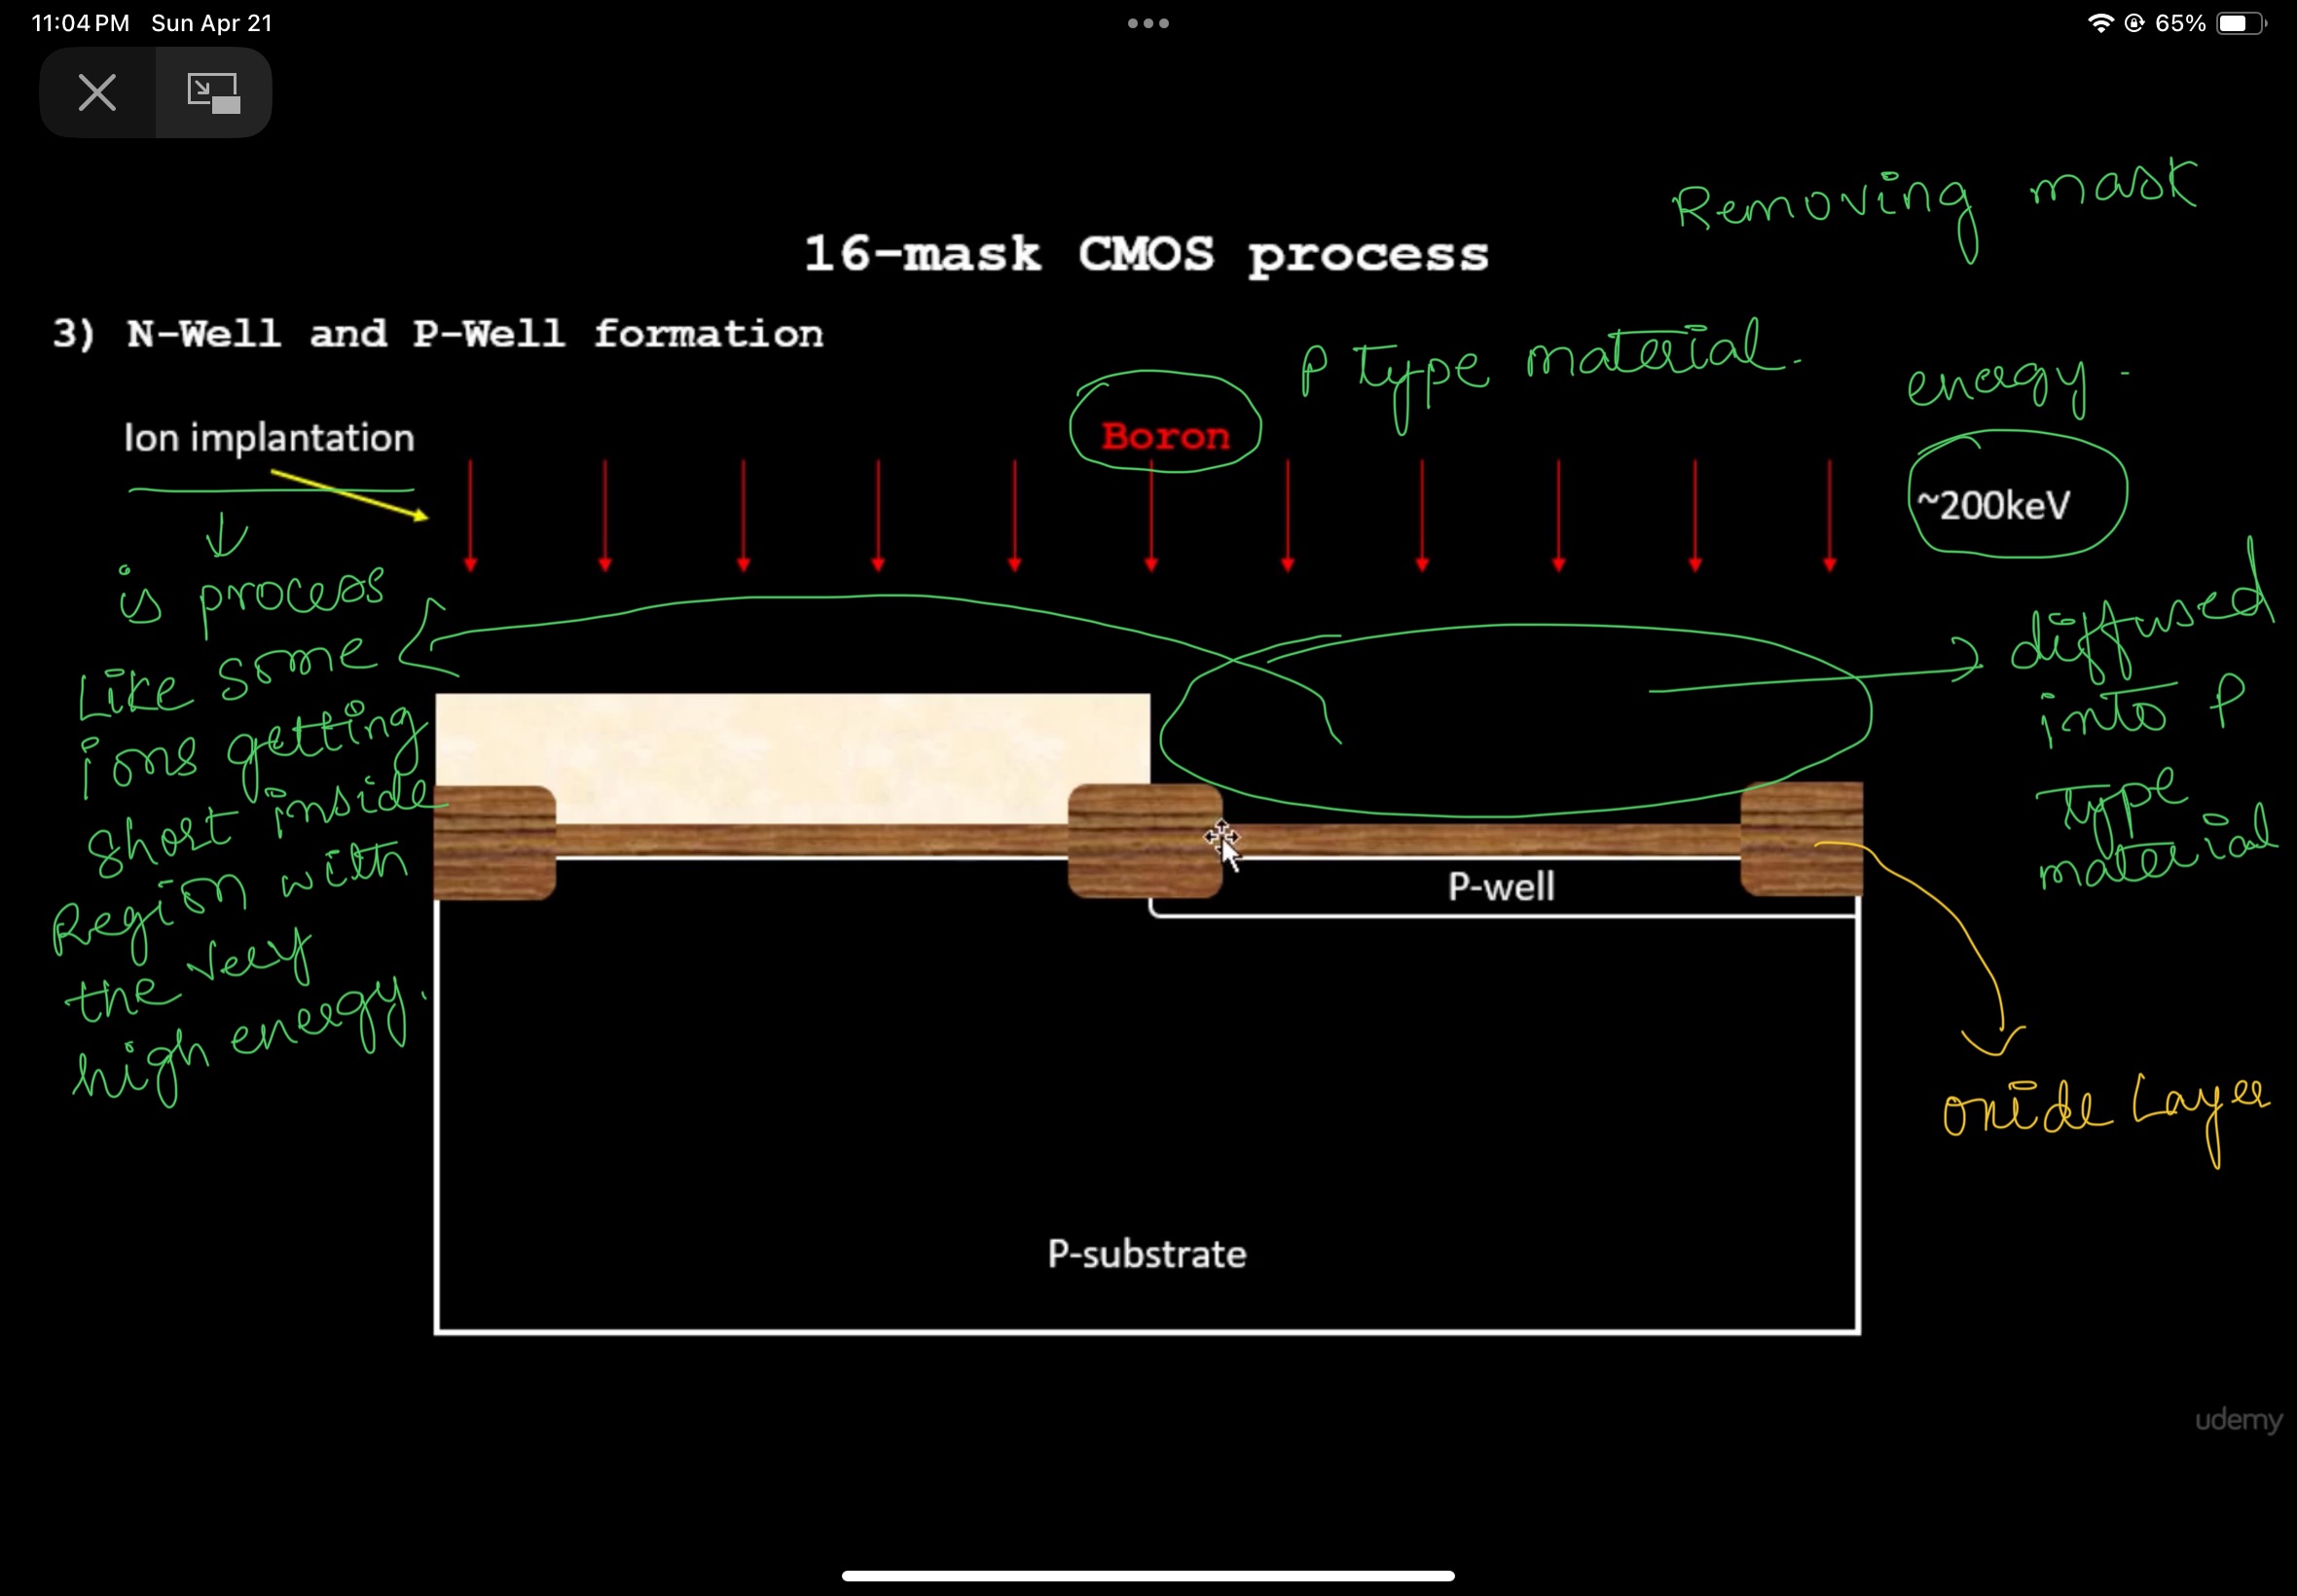 11:04 PM Sun Apr 21
65%
Removing mask
16-mask CMOS process
3) N-Well and P-Well formation
P type material.
energy.
Ion implantation
Boron
~200keV
is process
Like some
ions getting
short inside
Region with
the very
high energy.
diffused
into P
type
material
P-well
oxide Layer
P-substrate
udemy